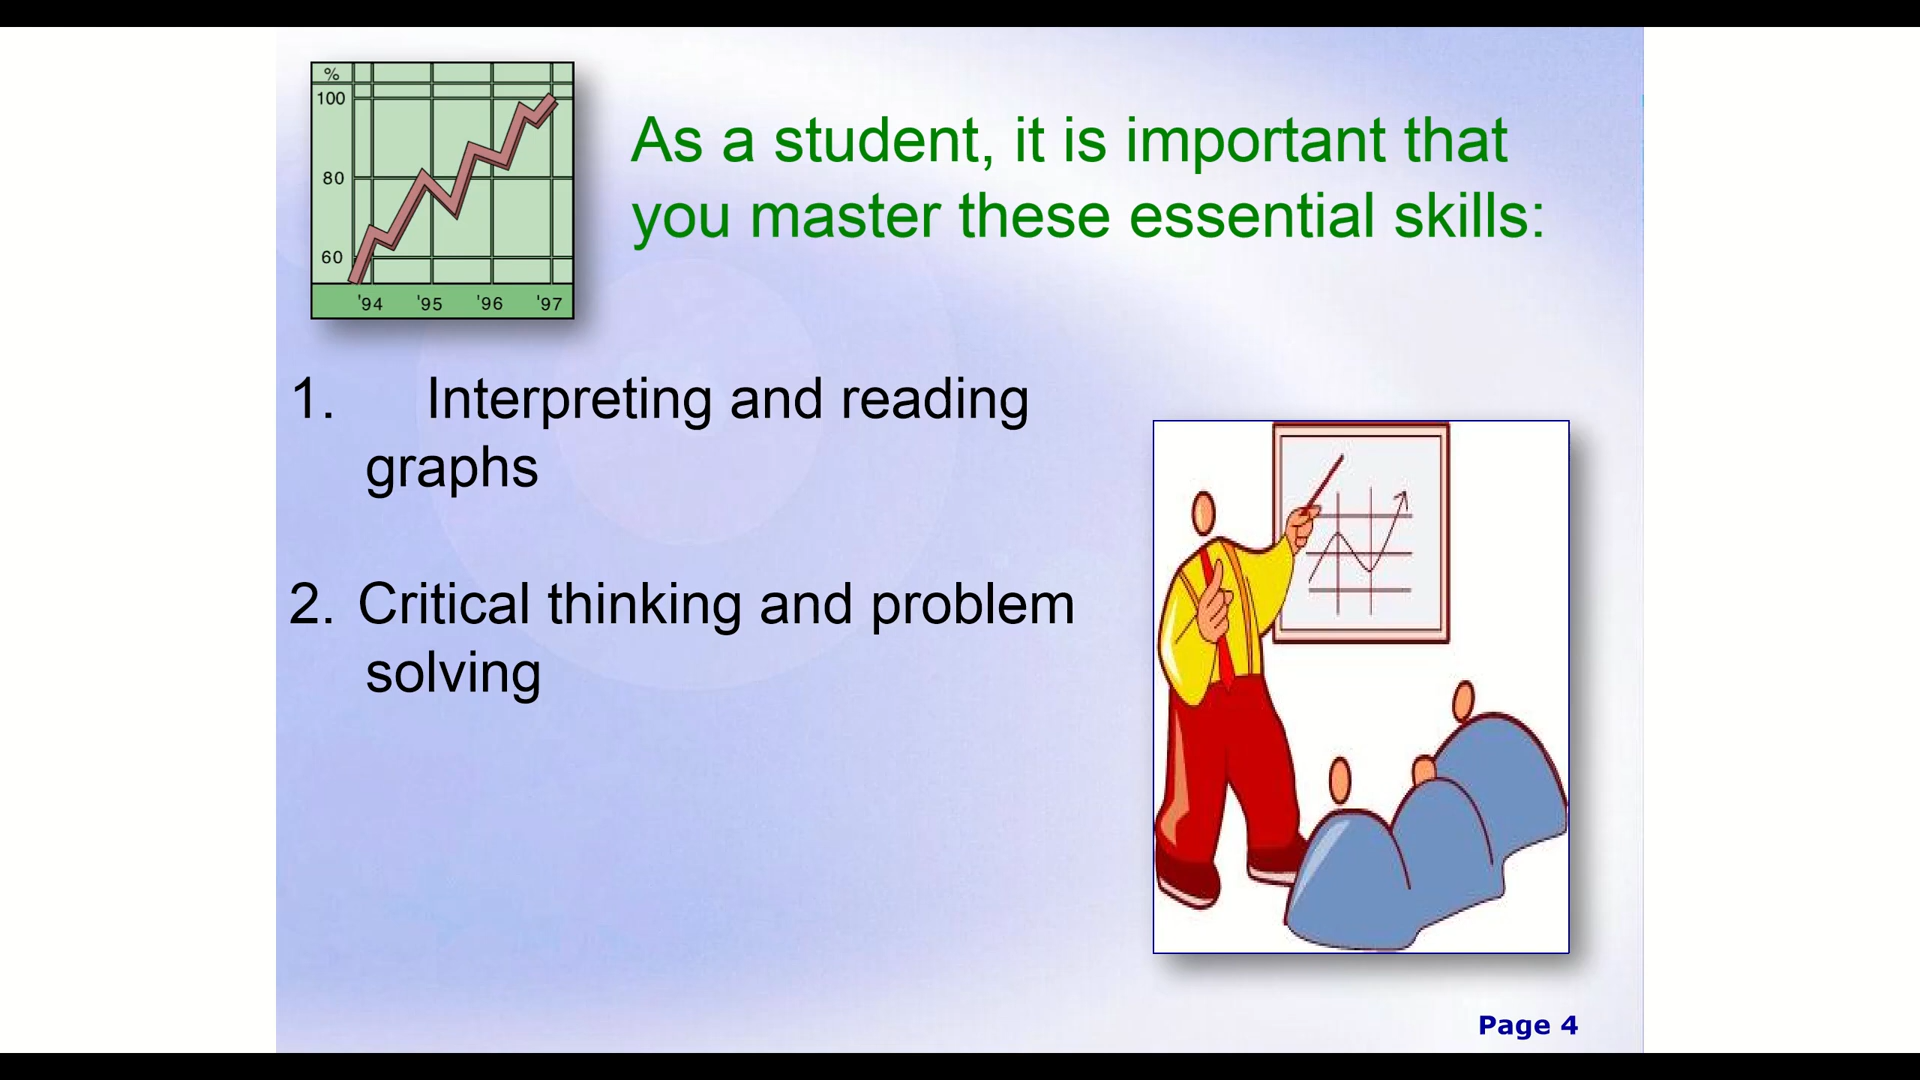 %
100
80
60
'94 '95 '96 '97
As a student, it is important that
you master these essential skills:
1. Interpreting and reading
graphs
2. Critical thinking and problem
solving
Page 4